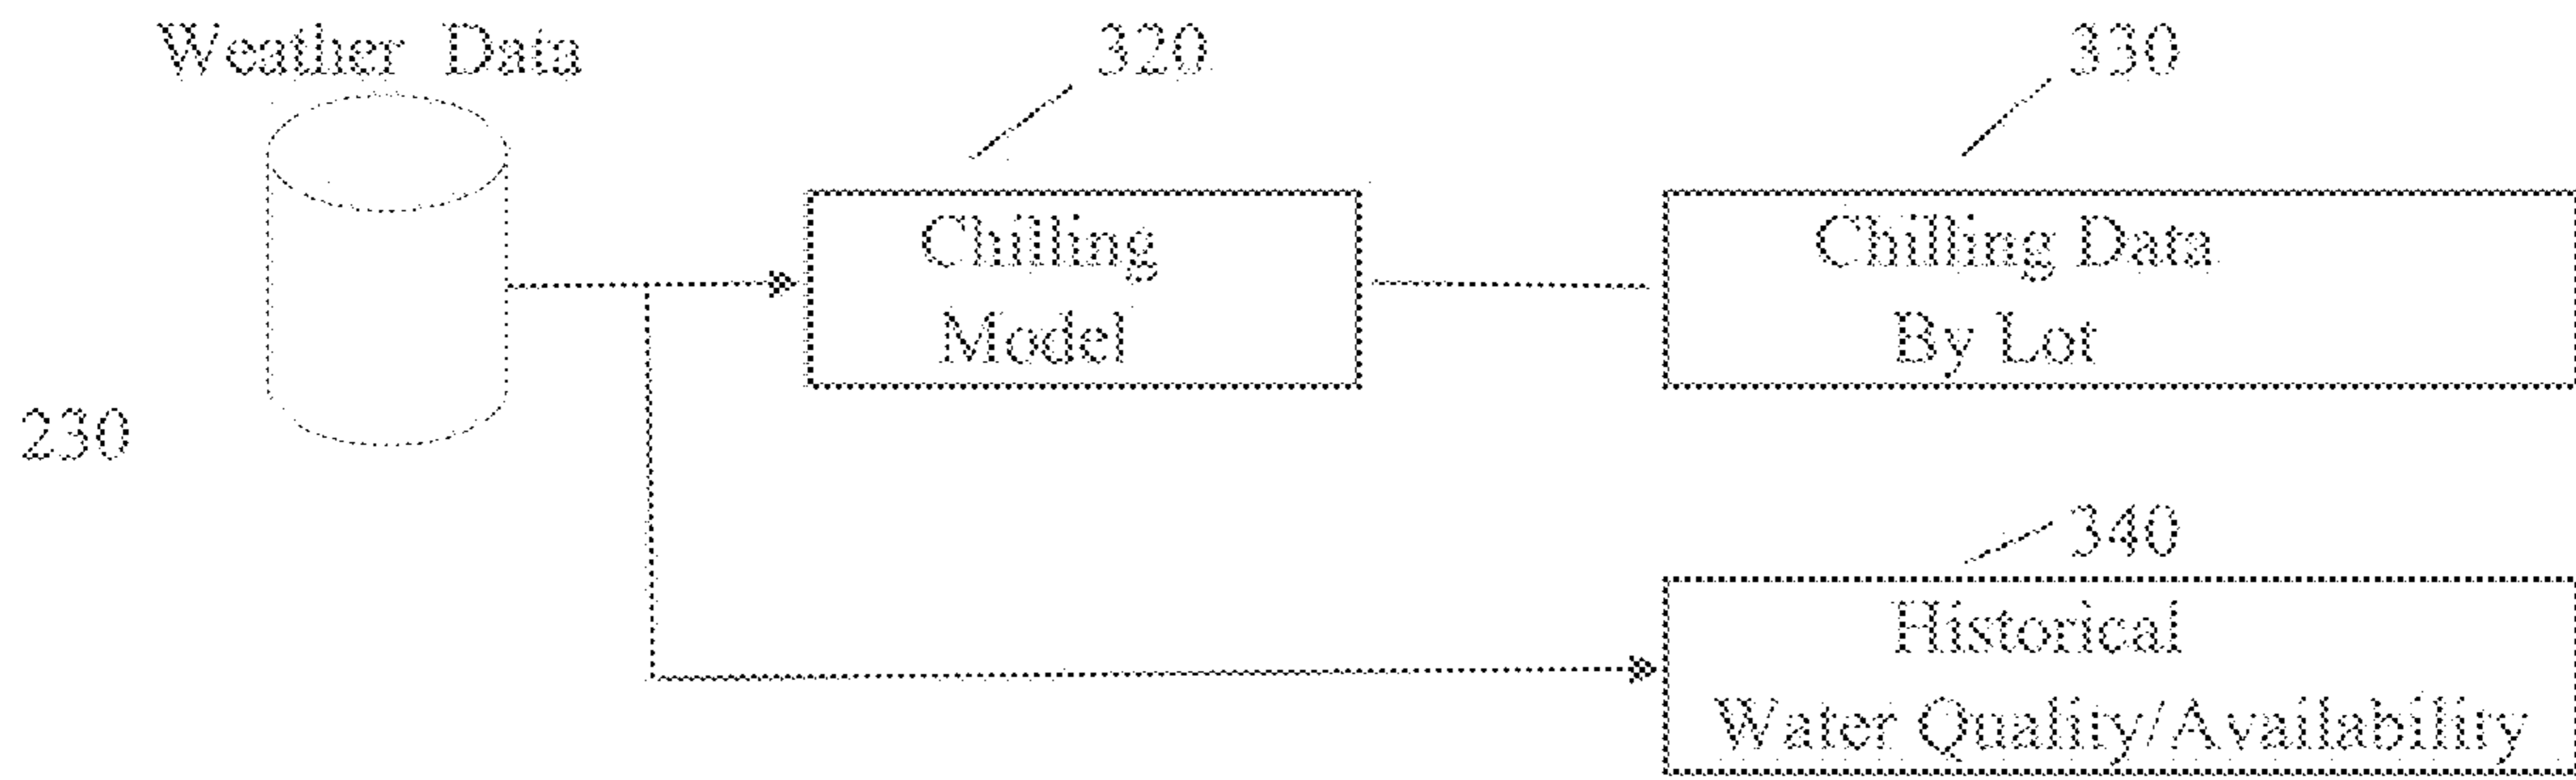 Weather Data
320
330
Chilling
Model
Chilling Data
By Lot
230
340
Historical
Water Quality/Availability